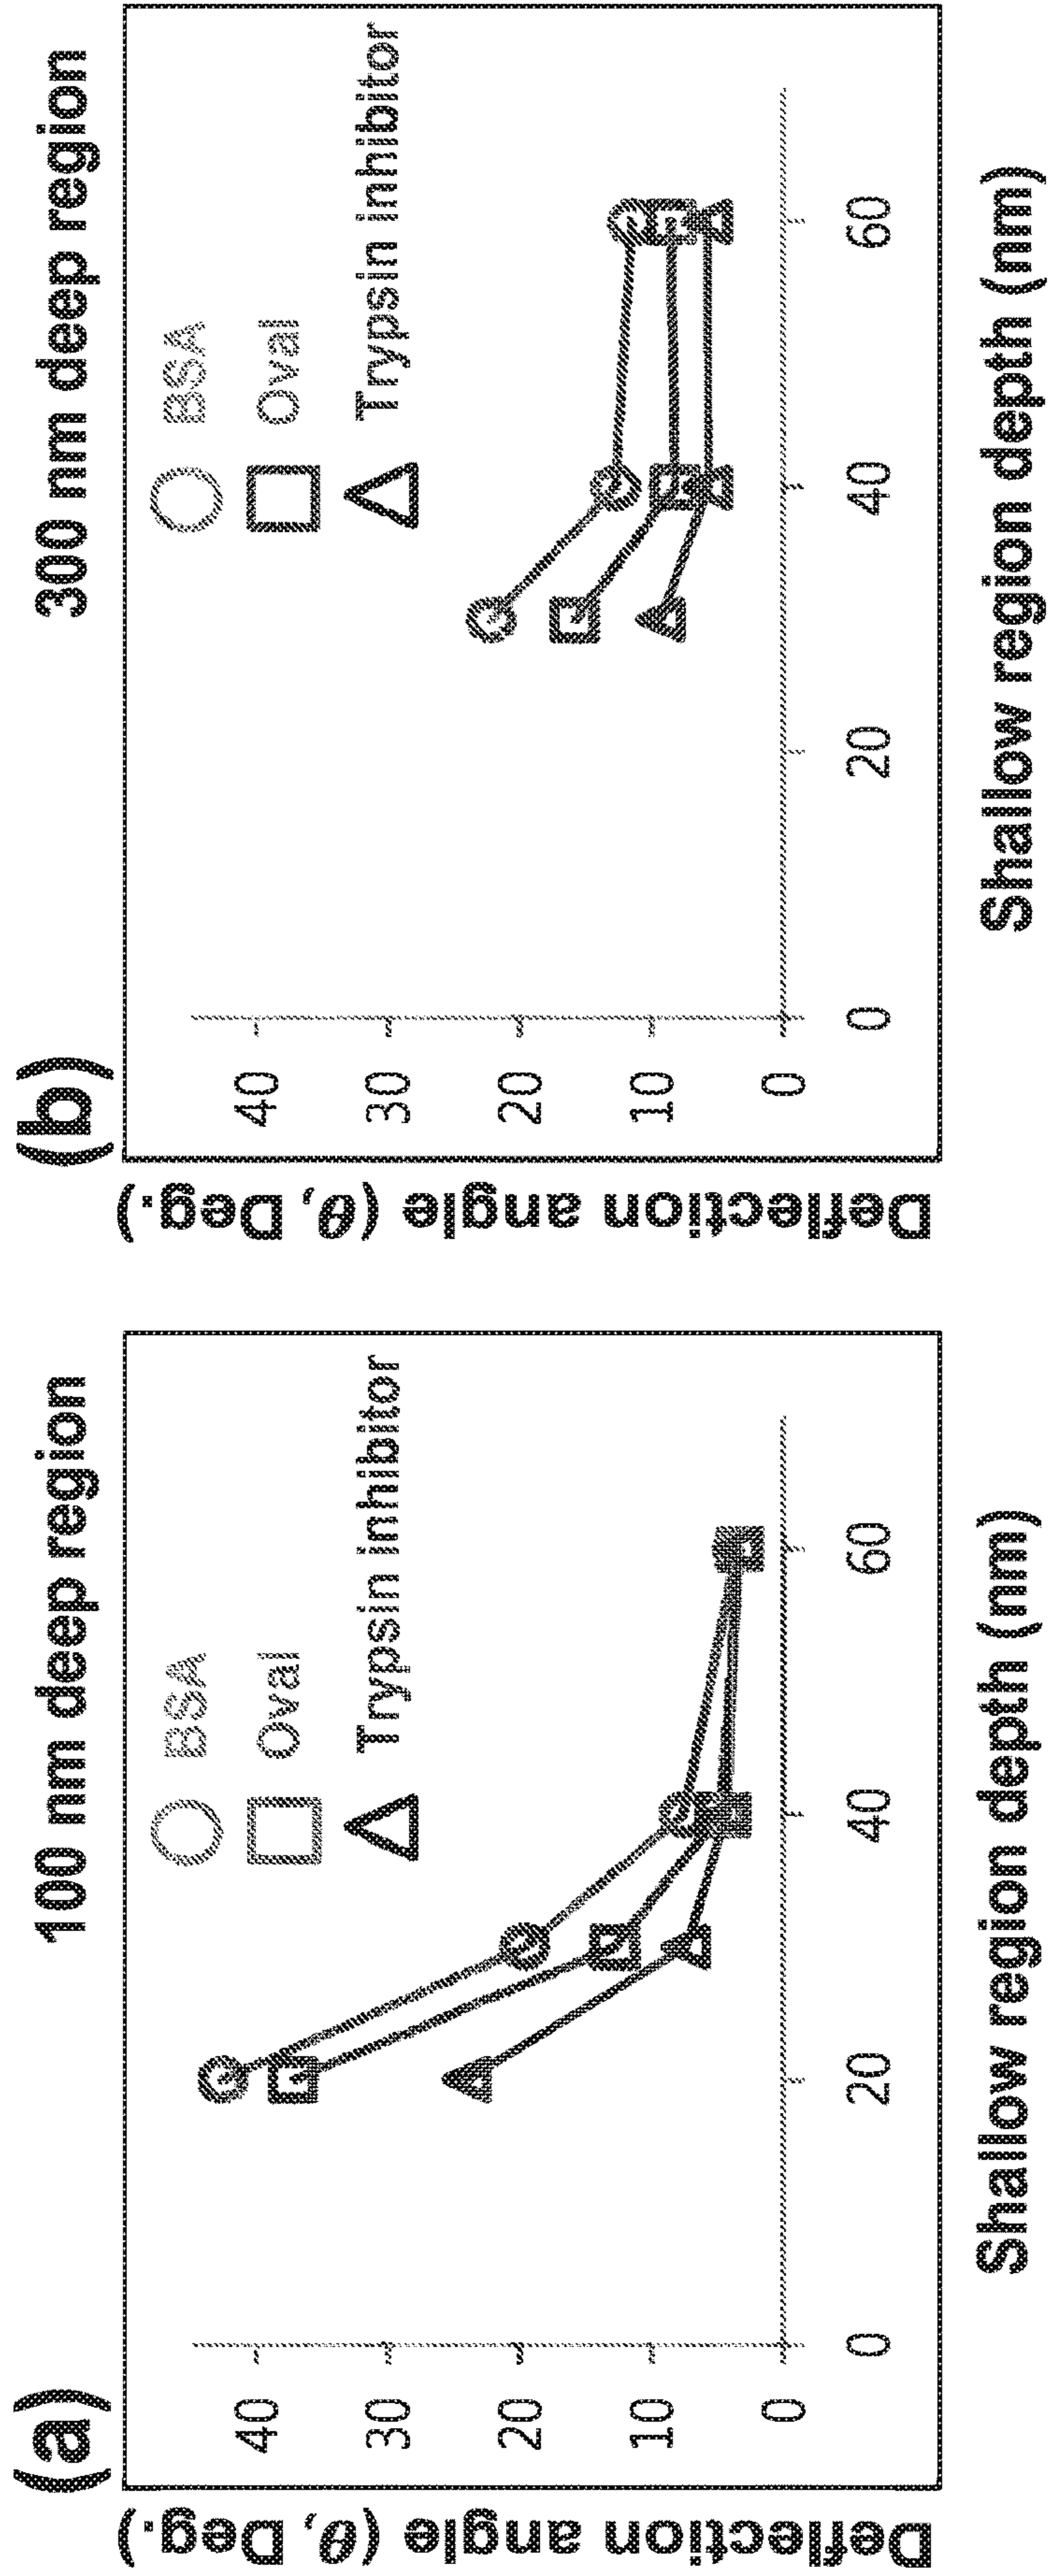 (a)
100 nm deep region
Deflection angle (θ, Deg.)
40
30
20
10
0
BSA
Oval
Trypsin inhibitor
0
20
40
60
Shallow region depth (nm)
(b)
300 nm deep region
Deflection angle (θ, Deg.)
40
30
20
10
0
BSA
Oval
Trypsin inhibitor
0
20
40
60
Shallow region depth (nm)